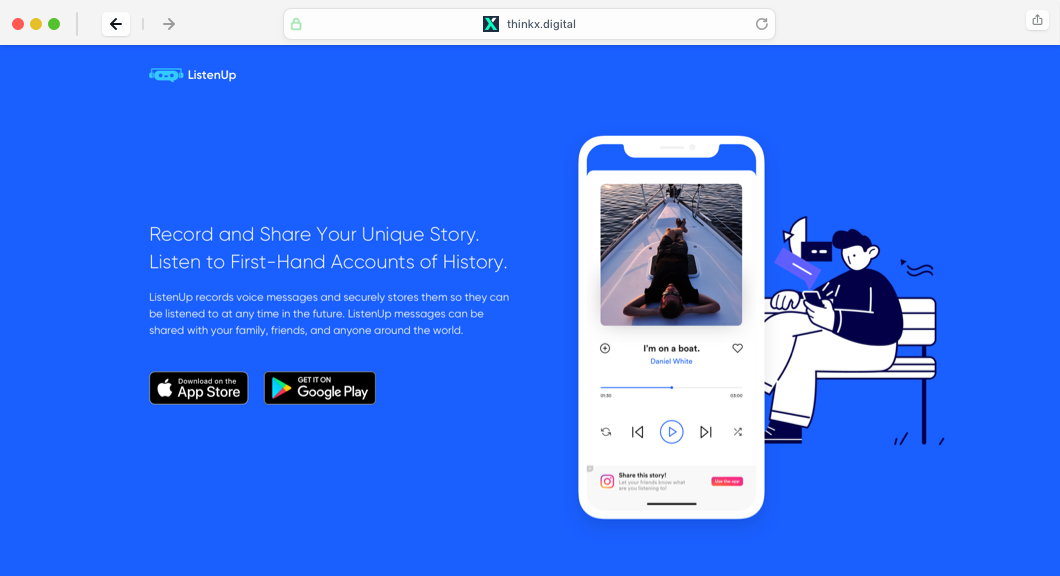 thinkx.digital
ListenUp
Record and Share Your Unique Story.
Listen to First-Hand Accounts of History.
ListenUp records voice messages and securely stores them so they can
be listened to at any time in the future. ListenUp messages can be
shared with your family, friends, and anyone around the world.
Download on the
App Store
GET IT ON
Google Play
I'm on a boat.
Daniel White
01:30
03:00
Share this story!
Let your friends know what
are you listening to!
Use the app